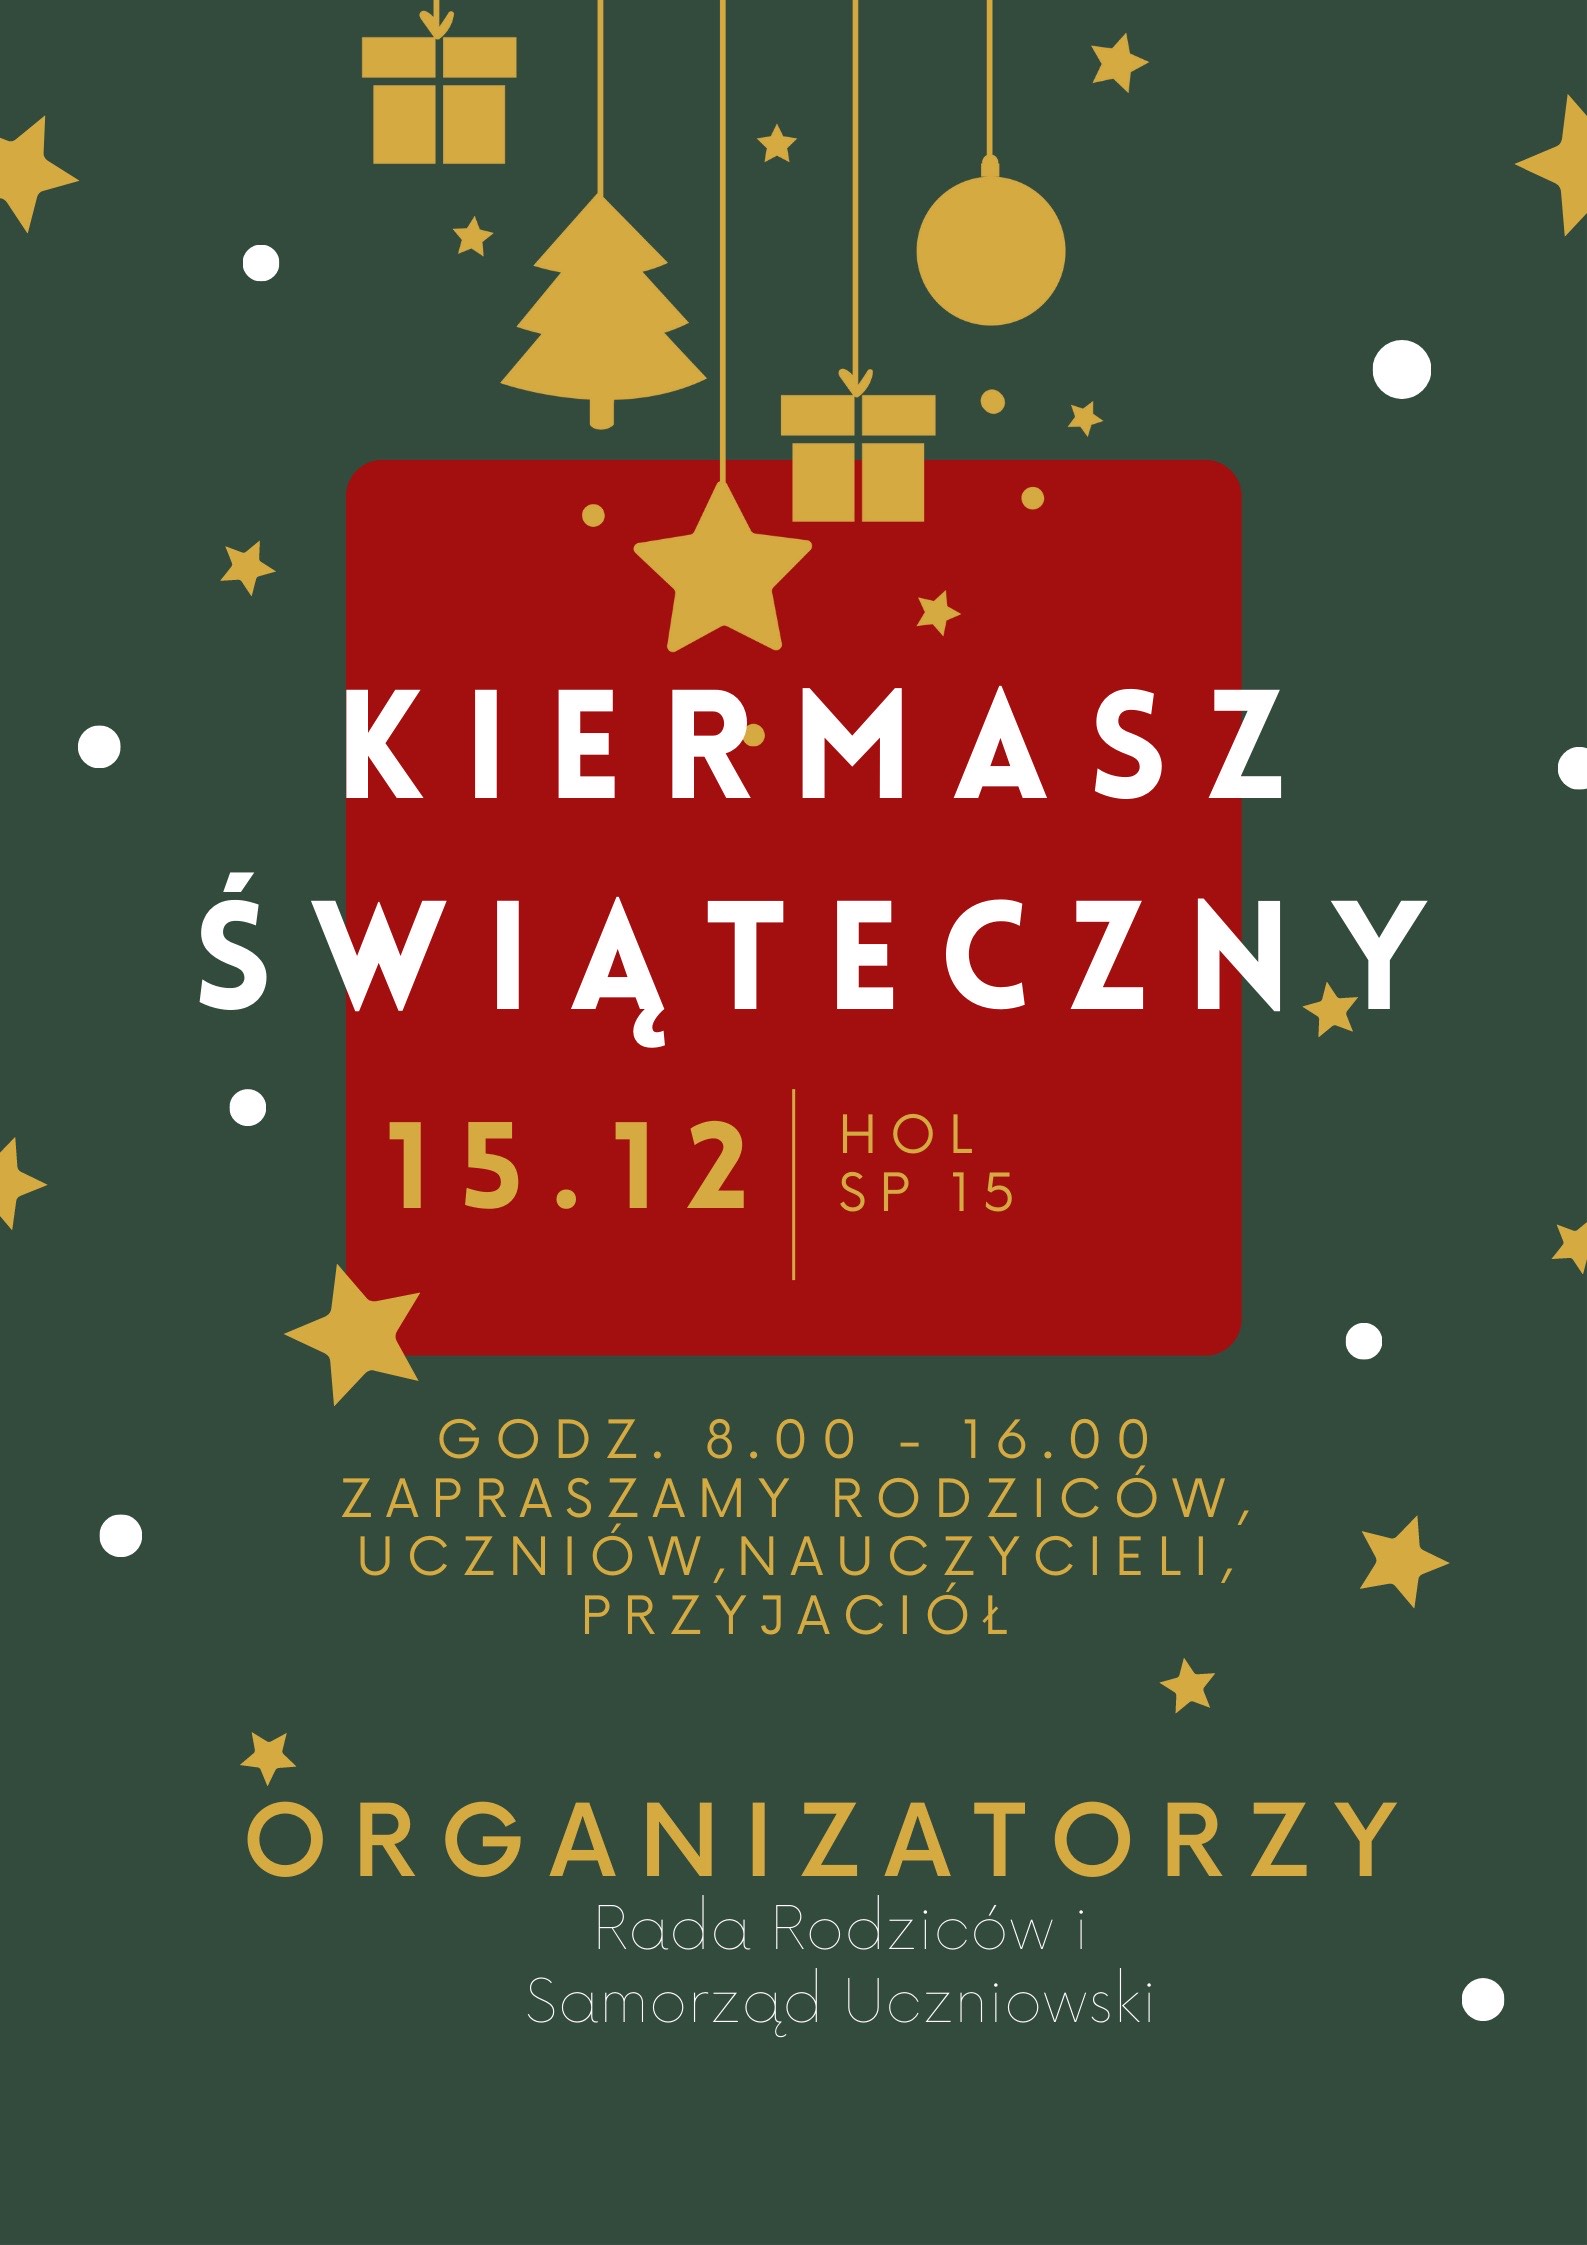 KIERMASZ
ŚWIĄTECZNY
15.12
HOL
SP 15
GODZ. 8.00 - 16.00
ZAPRASZAMY RODZICÓW,
UCZNIÓW,NAUCZYCIELI,
PRZYJACIÓŁ
ORGANIZATORZY
Rada Rodziców i
Samorząd Uczniowski